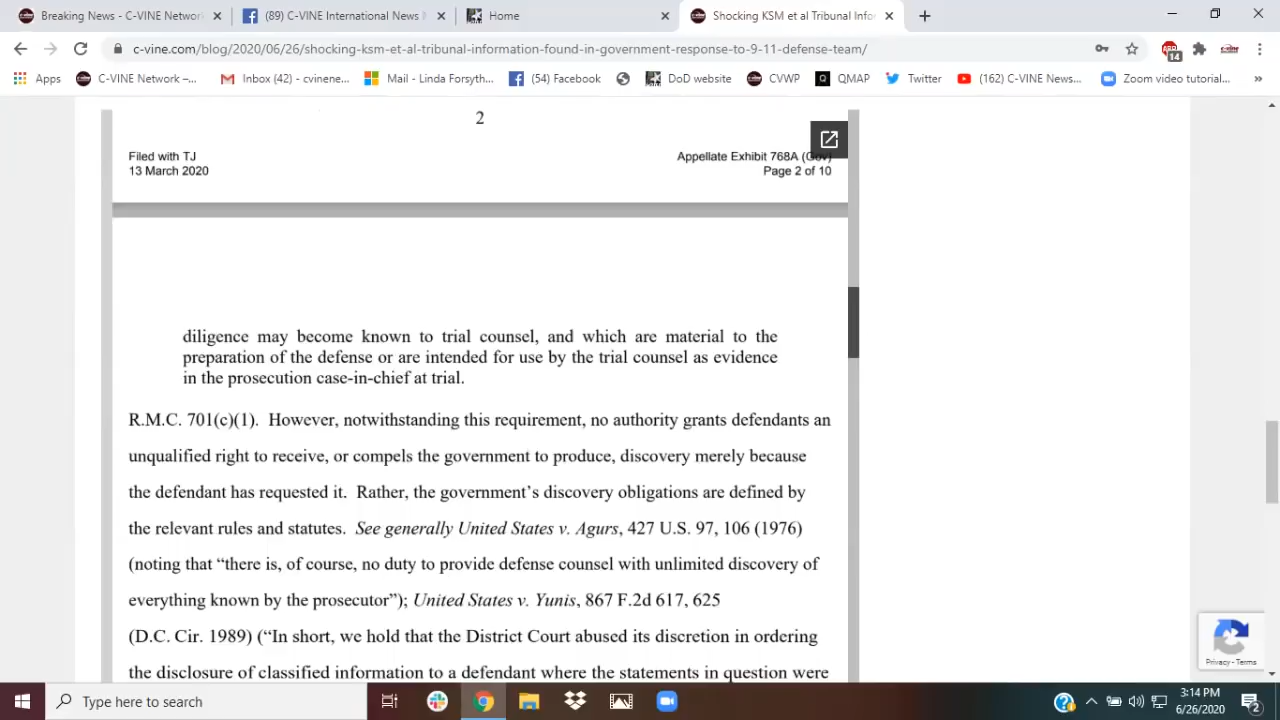 Breaking News - C-VINE Network
(89) C-VINE International News
Home
Shocking KSM et al Tribunal Info
c-vine.com/blog/2020/06/26/shocking-ksm-et-al-tribunal-information-found-in-government-response-to-9-11-defense-team/
14
Apps
C-VINE Network –...
Inbox (42) - cvinene...
Mail - Linda Forsyth...
(54) Facebook
DoD website
CVWP
Q
QMAP
Twitter
(162) C-VINE News...
Zoom video tutorial...
»
2
Filed with TJ
13 March 2020
Appellate Exhibit 768A (Gov)
Page 2 of 10
diligence may become known to trial counsel, and which are material to the
preparation of the defense or are intended for use by the trial counsel as evidence
in the prosecution case-in-chief at trial.
R.M.C. 701(c)(1). However, notwithstanding this requirement, no authority grants defendants an
unqualified right to receive, or compels the government to produce, discovery merely because
the defendant has requested it. Rather, the government's discovery obligations are defined by
the relevant rules and statutes. See generally United States v. Agurs, 427 U.S. 97, 106 (1976)
(noting that “there is, of course, no duty to provide defense counsel with unlimited discovery of
everything known by the prosecutor”); United States v. Yunis, 867 F.2d 617, 625
(D.C. Cir. 1989) (“In short, we hold that the District Court abused its discretion in ordering
the disclosure of classified information to a defendant where the statements in question were
Privacy - Terms
Type here to search
3:14 PM
6/26/2020
2